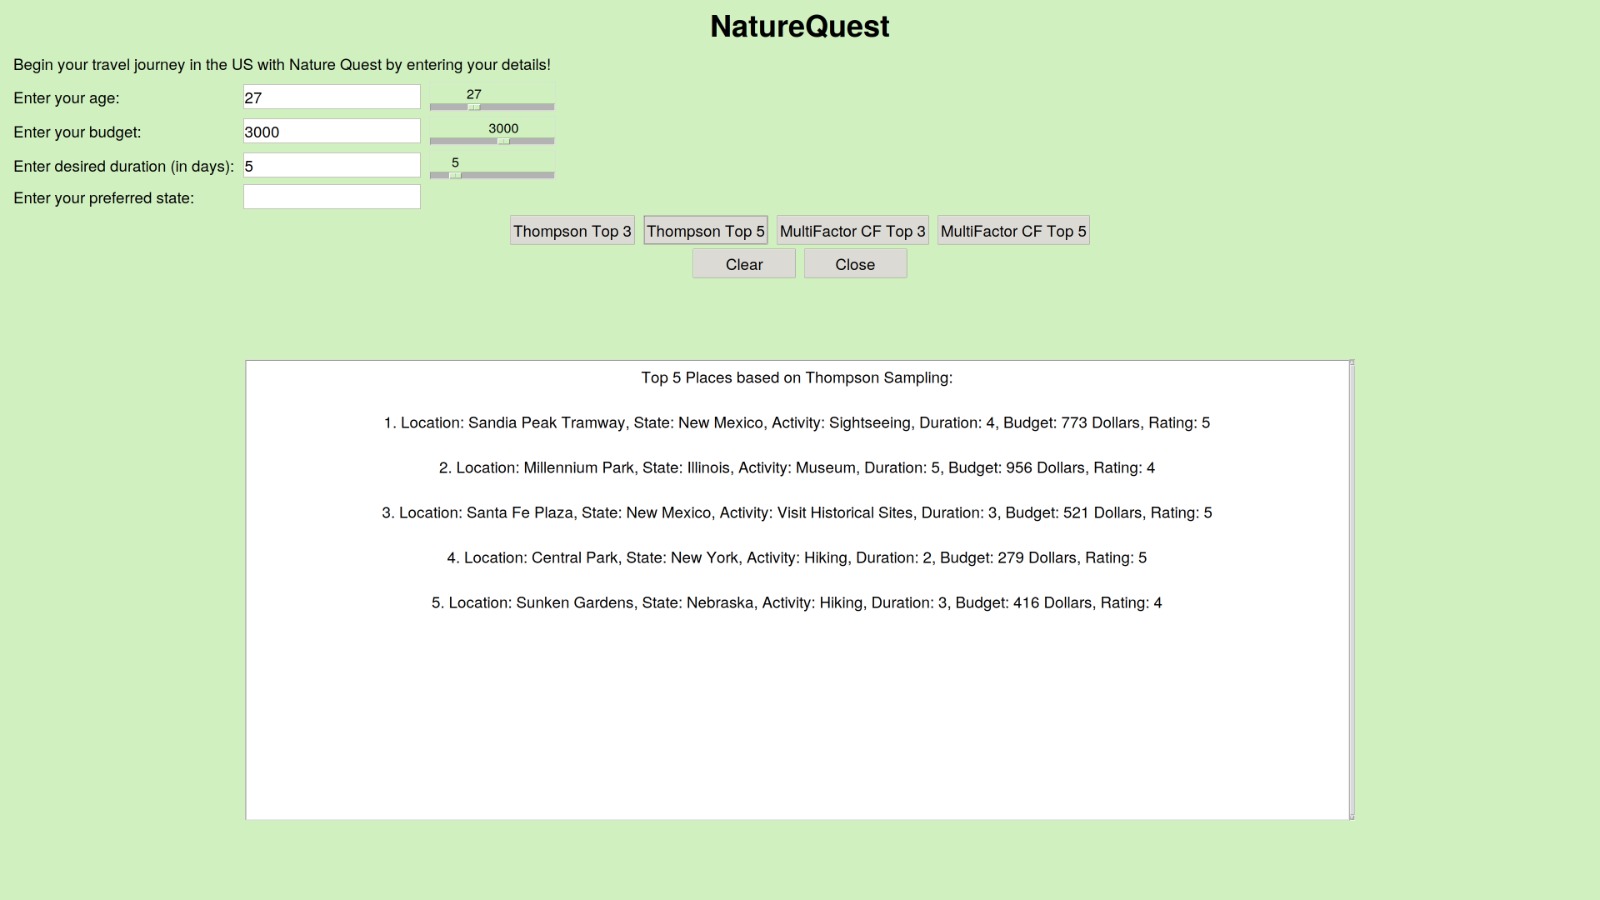 NatureQuest
Begin your travel journey in the US with Nature Quest by entering your details!
Enter your age:
27
27
Enter your budget:
3000
3000
Enter desired duration (in days):
5
5
Enter your preferred state:
Thompson Top 3
Thompson Top 5
MultiFactor CF Top 3
MultiFactor CF Top 5
Clear
Close
Top 5 Places based on Thompson Sampling:
1. Location: Sandia Peak Tramway, State: New Mexico, Activity: Sightseeing, Duration: 4, Budget: 773 Dollars, Rating: 5
2. Location: Millennium Park, State: Illinois, Activity: Museum, Duration: 5, Budget: 956 Dollars, Rating: 4
3. Location: Santa Fe Plaza, State: New Mexico, Activity: Visit Historical Sites, Duration: 3, Budget: 521 Dollars, Rating: 5
4. Location: Central Park, State: New York, Activity: Hiking, Duration: 2, Budget: 279 Dollars, Rating: 5
5. Location: Sunken Gardens, State: Nebraska, Activity: Hiking, Duration: 3, Budget: 416 Dollars, Rating: 4